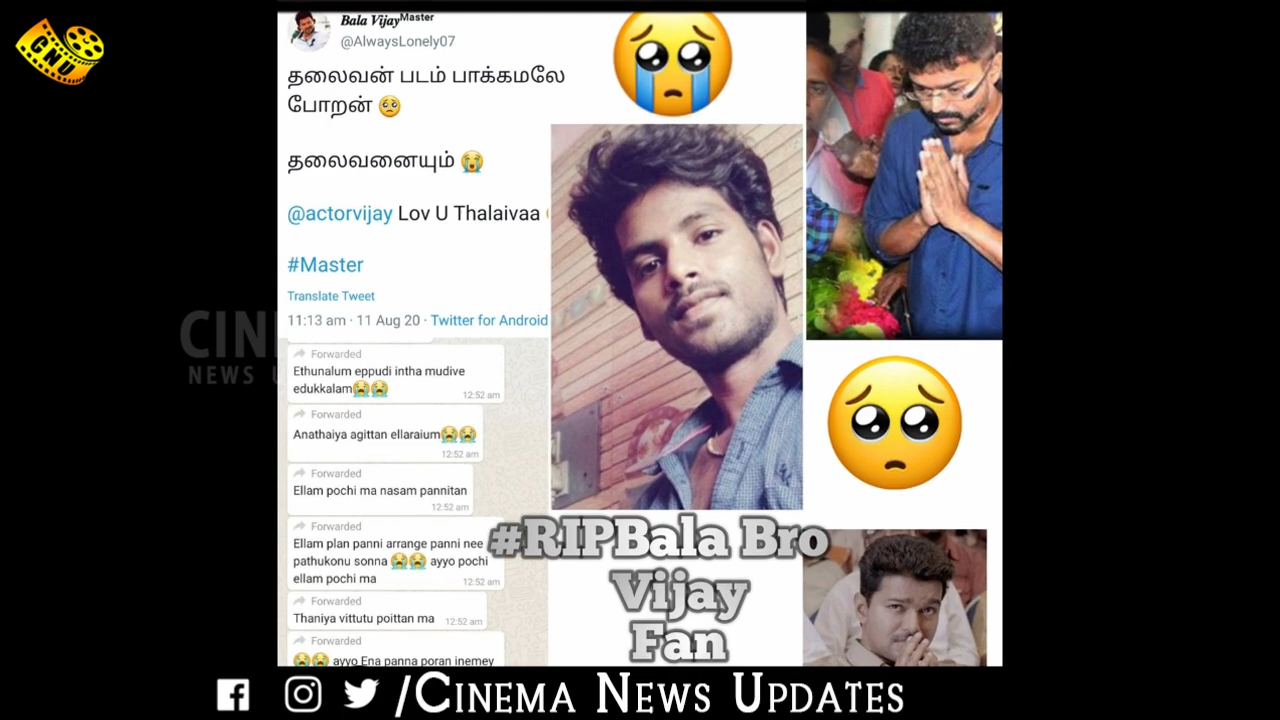 CNU
Bala Vijay Master
@AlwaysLonely07
தலைவன் படம் பாக்கமலே
போறன் 🥺
தலைவனையும் 😭
@actorvijay Lov U Thalaivaa
#Master
Translate Tweet
11:13 am · 11 Aug 20 · Twitter for Android
CINE
NEWS U
Forwarded
Ethunalum eppudi intha mudive
edukkalam😭😭
12:52 am
Forwarded
Anathaiya agittan ellaraium😭😭
12:52 am
Forwarded
Ellam pochi ma nasam pannitan
12:52 am
Forwarded
Ellam plan panni arrange panni nee
pathukonu sonna 😭😭 ayyo pochi
ellam pochi ma
12:52 am
Forwarded
Thaniya vittutu poittan ma
12:52 am
Forwarded
😭😭 ayyo Ena panna poran inemey
#RIPBala Bro
Vijay
Fan
/Cinema News Updates